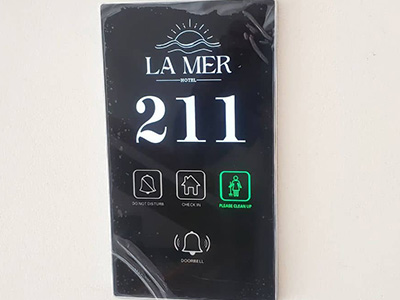 LA MER
HOTEL
211
DO NOT DISTURB
CHECK IN
PLEASE CLEAN UP
DOORBELL